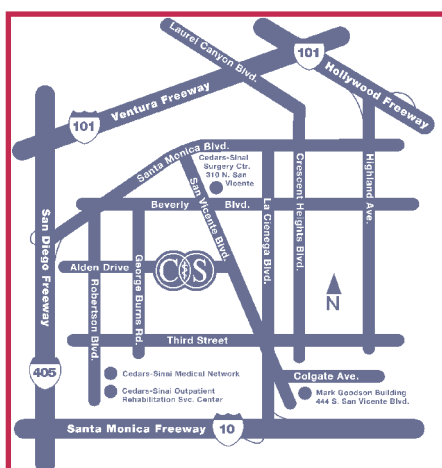 Laurel Canyon Blvd.
101
Hollywood Freeway
Ventura Freeway
101
Santa Monica Blvd.
Cedars-Sinai
Surgery Ctr.
310 N. San
Vicente
San Vicente Blvd.
La Cienega Blvd.
Crescent Heights Blvd.
Highland Ave.
Beverly Blvd.
San Diego Freeway
Alden Drive
CS
Robertson Blvd.
George Burns Rd.
N
Third Street
405
Cedars-Sinai Medical Network
Cedars-Sinai Outpatient
Rehabilitation Svc. Center
Colgate Ave.
Mark Goodson Building
444 S. San Vicente Blvd.
Santa Monica Freeway
10